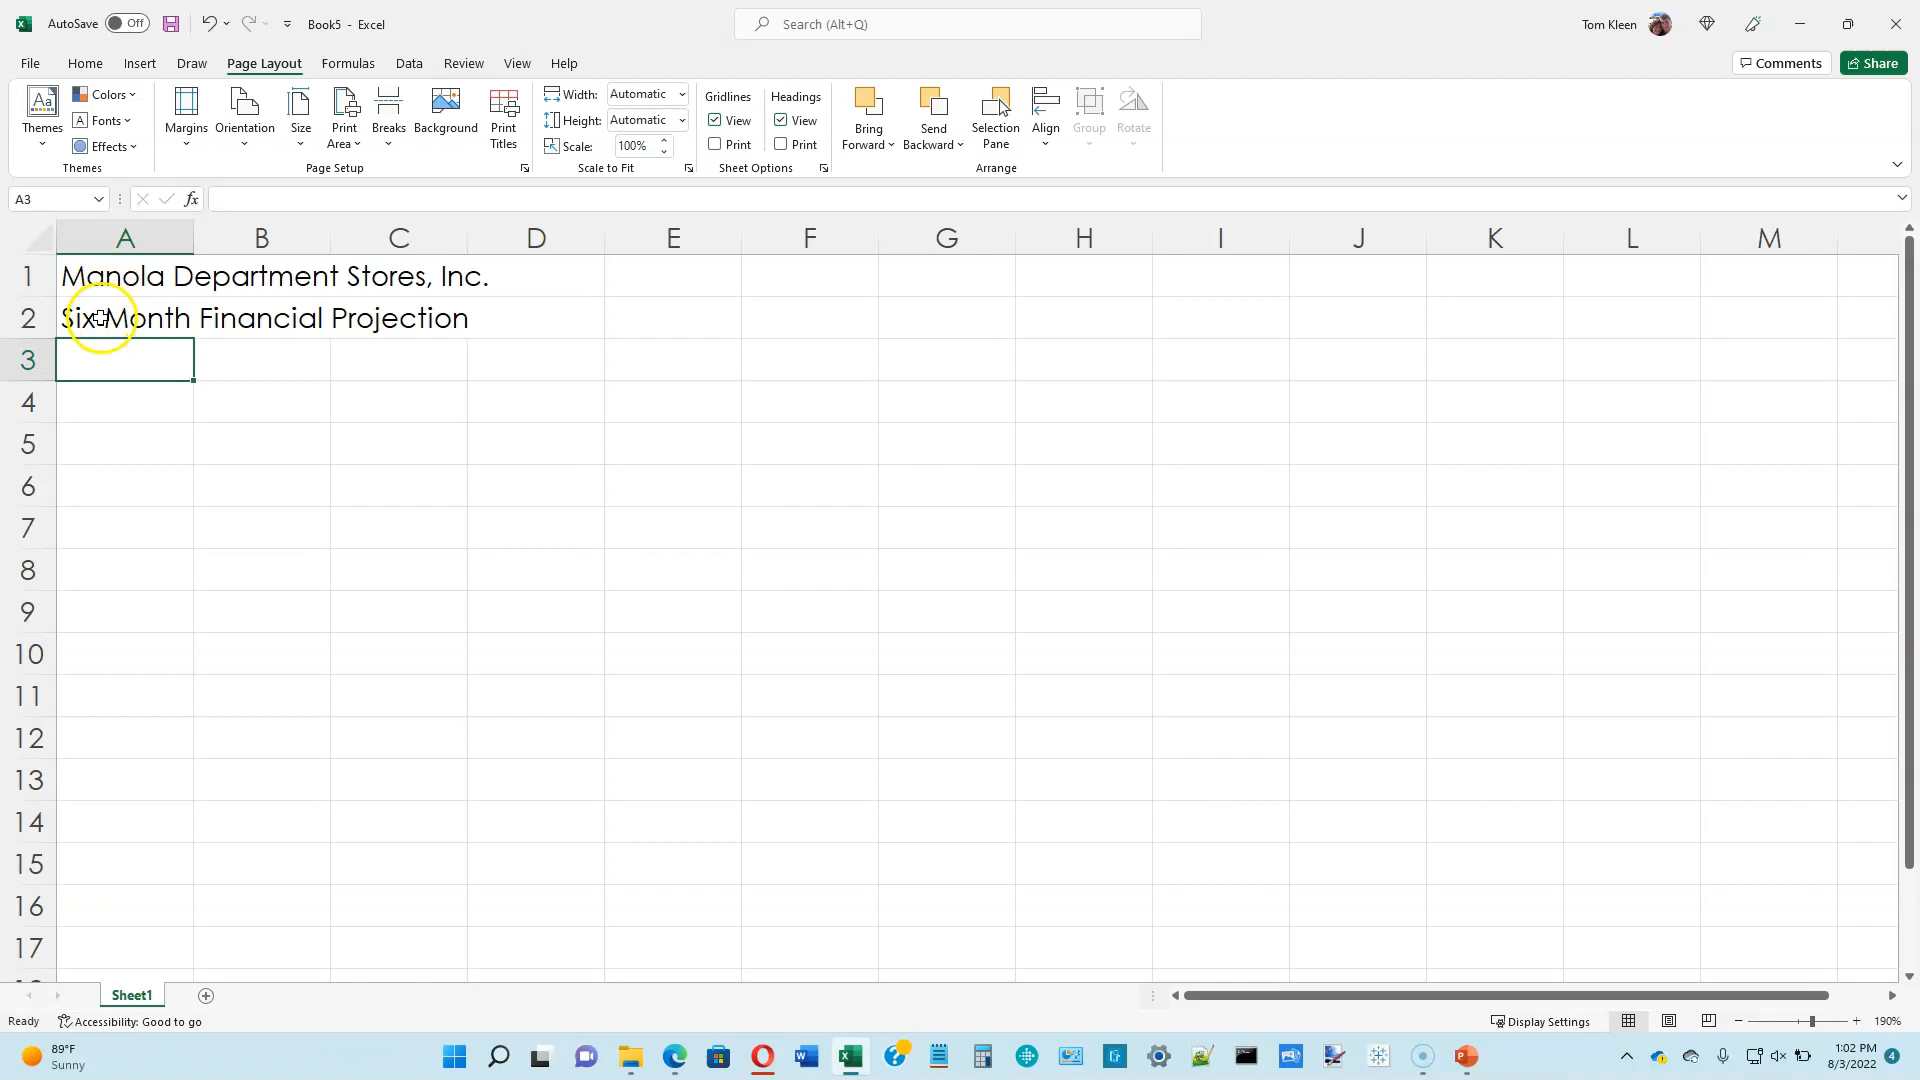 AutoSave Off Book5 - Excel Search (Alt+Q) Tom Kleen
File Home Insert Draw Page Layout Formulas Data Review View Help Comments Share
Themes Colors Fonts Effects
Themes
Margins Orientation Size Print Area Breaks Background Print Titles
Page Setup
Width: Automatic
Height: Automatic
Scale: 100%
Scale to Fit
Gridlines Headings
View View
Print Print
Sheet Options
Bring Forward Send Backward Selection Pane Align Group Rotate
Arrange
A3 fx
A B C D E F G H I J K L M
1 Manola Department Stores, Inc.
2 Six-Month Financial Projection
3
4
5
6
7
8
9
10
11
12
13
14
15
16
17
Sheet1
Ready Accessibility: Good to go Display Settings 190%
89°F
Sunny
1:02 PM
8/3/2022
4